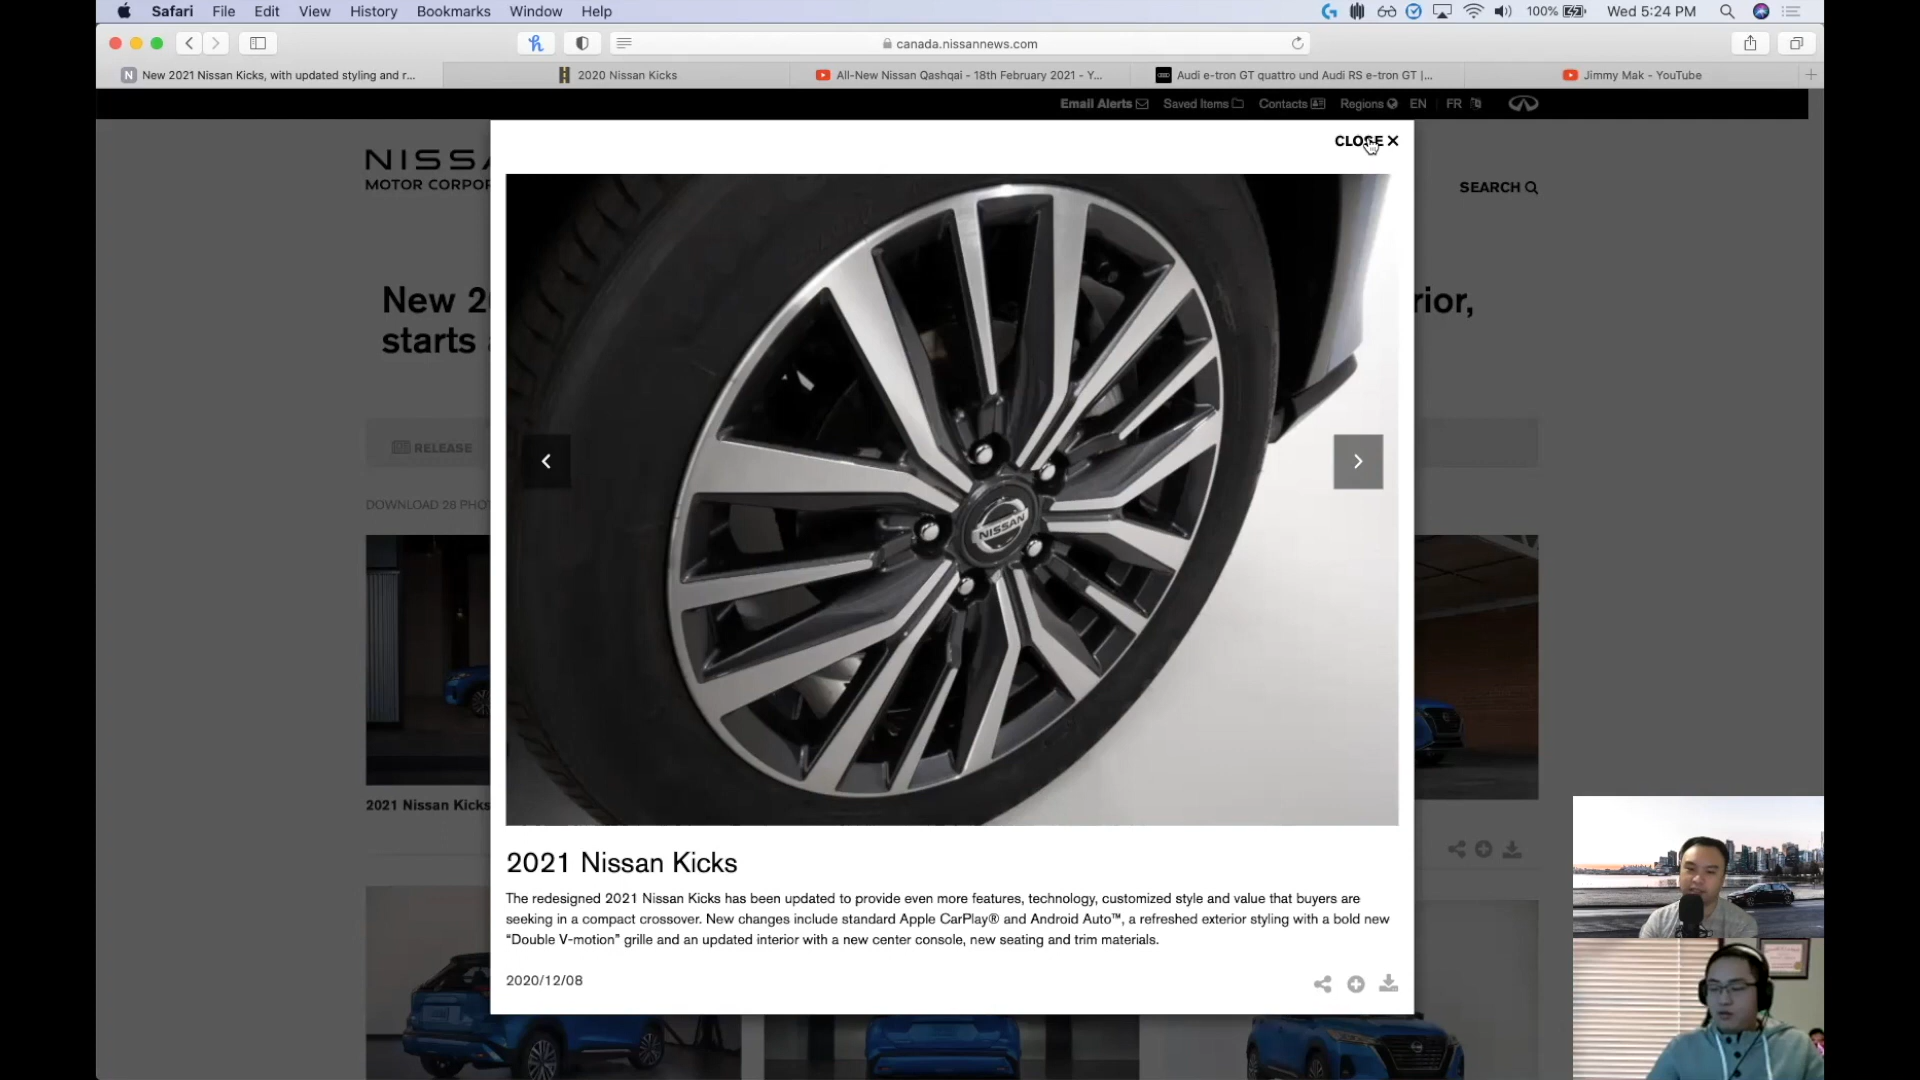 Safari File Edit View History Bookmarks Window Help 100% Wed 5:24 PM
canada.nissannews.com
New 2021 Nissan Kicks, with updated styling and r... 2020 Nissan Kicks All-New Nissan Qashqai - 18th February 2021 - Y... Audi e-tron GT quattro und Audi RS e-tron GT |... Jimmy Mak - YouTube
Email Alerts Saved Items Contacts Regions EN FR
CLOSE
NISSA
MOTOR CORPOR
SEARCH
New 2 rior,
starts
RELEASE
DOWNLOAD 28 PHO
NISSAN
2021 Nissan Kicks
2021 Nissan Kicks
The redesigned 2021 Nissan Kicks has been updated to provide even more features, technology, customized style and value that buyers are
seeking in a compact crossover. New changes include standard Apple CarPlay® and Android Auto™, a refreshed exterior styling with a bold new
“Double V-motion” grille and an updated interior with a new center console, new seating and trim materials.
2020/12/08